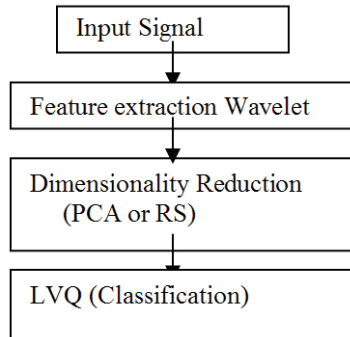 Input Signal
Feature extraction Wavelet
Dimensionality Reduction
(PCA or RS)
LVQ (Classification)